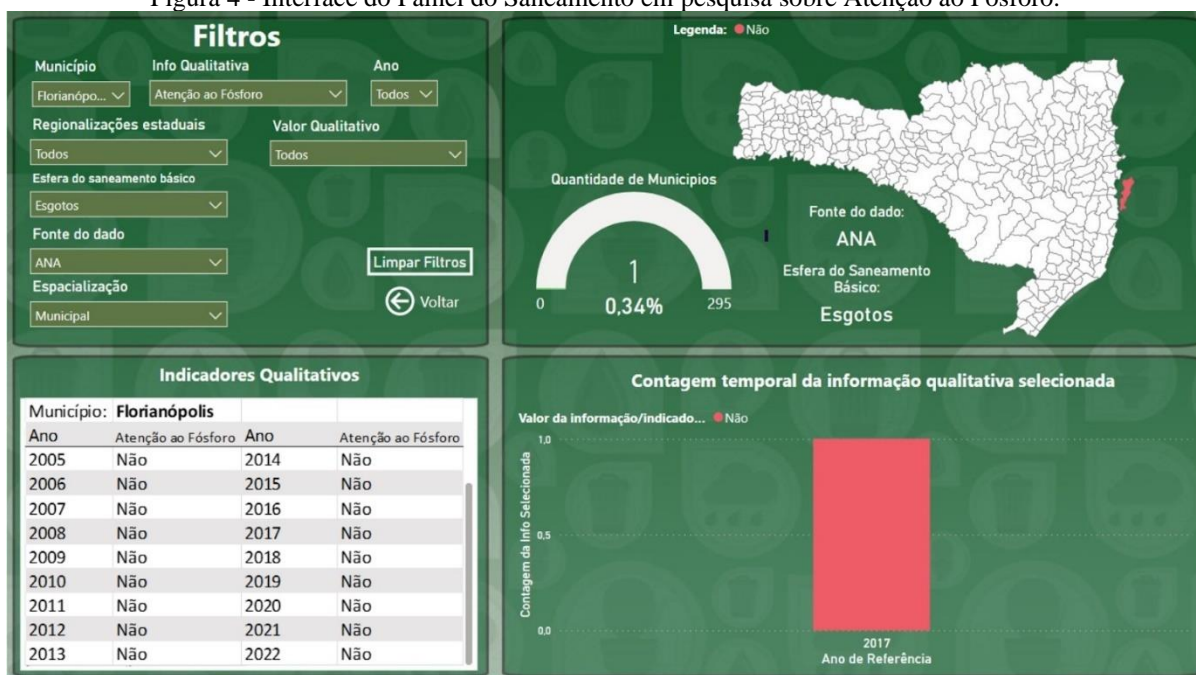 Figura 4 - Interface do Painel do Saneamento em pesquisa sobre Atenção ao Fósforo.
Filtros
Município Info Qualitativa Ano
Florianópo... Atenção ao Fósforo Todos
Regionalizações estaduais Valor Qualitativo
Todos Todos
Esfera do saneamento básico
Esgotos
Fonte do dado
ANA Limpar Filtros
Espacialização
Municipal Voltar
Legenda: Não
Quantidade de Municipios
1
0 0,34% 295
Fonte do dado:
ANA
Esfera do Saneamento
Básico:
Esgotos
Indicadores Qualitativos
Município: Florianópolis
Ano Atenção ao Fósforo Ano Atenção ao Fósforo
2005 Não 2014 Não
2006 Não 2015 Não
2007 Não 2016 Não
2008 Não 2017 Não
2009 Não 2018 Não
2010 Não 2019 Não
2011 Não 2020 Não
2012 Não 2021 Não
2013 Não 2022 Não
Contagem temporal da informação qualitativa selecionada
Valor da informação/indicado... Não
Contagem da Info Selecionada
1,0
0,5
0,0
2017
Ano de Referência